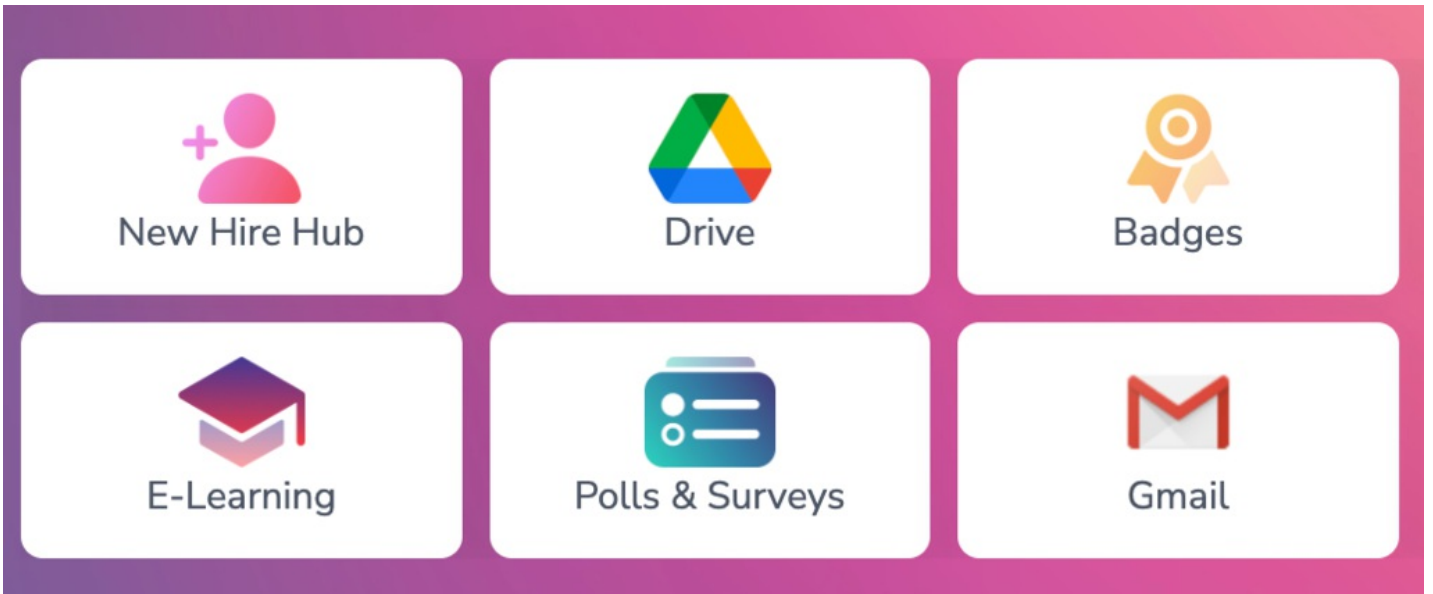 New Hire Hub
Drive
Badges
E-Learning
Polls & Surveys
Gmail